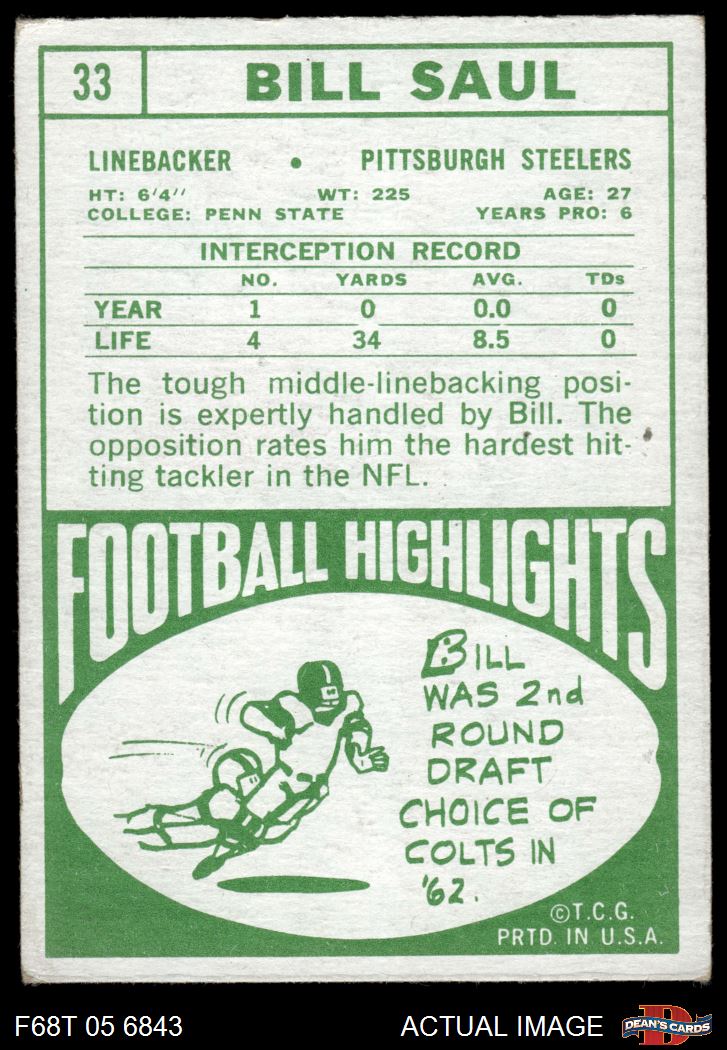 33 BILL SAUL
LINEBACKER • PITTSBURGH STEELERS
HT: 6'4" WT: 225 AGE: 27
COLLEGE: PENN STATE YEARS PRO: 6
INTERCEPTION RECORD
NO. YARDS AVG. TDs
YEAR 1 0 0.0 0
LIFE 4 34 8.5 0
The tough middle-linebacking posi-
tion is expertly handled by Bill. The
opposition rates him the hardest hit-
ting tackler in the NFL.
FOOTBALL HIGHLIGHTS
BILL
WAS 2nd
ROUND
DRAFT
CHOICE OF
COLTS IN
'62.
©T.C.G.
PRTD. IN U.S.A.
F68T 05 6843 ACTUAL IMAGE
D
DEAN'S CARDS